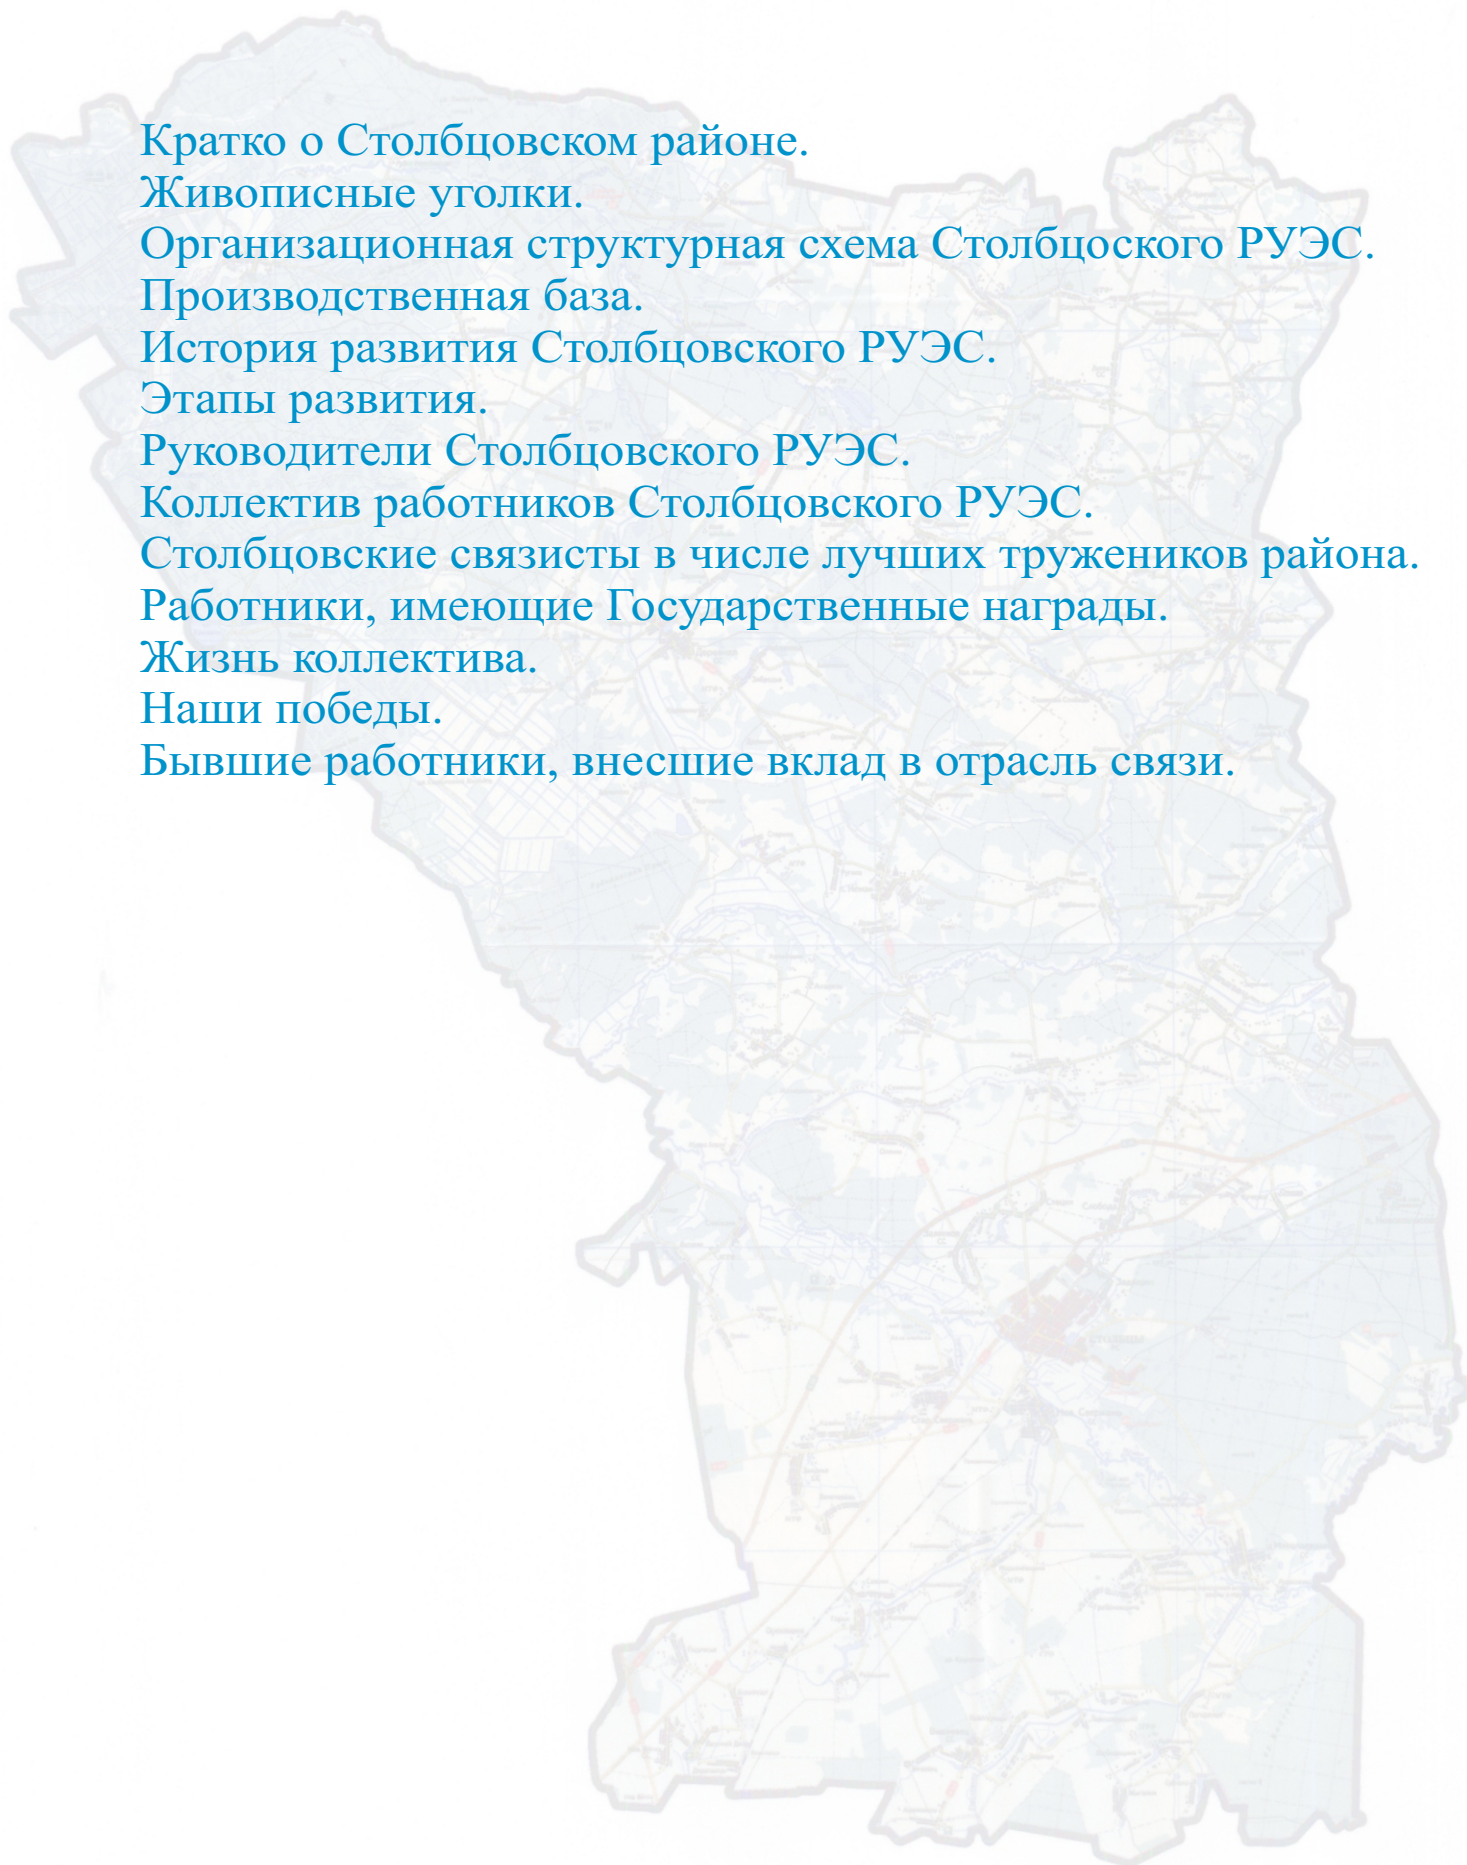 Кратко о Столбцовском районе.
Живописные уголки.
Организационная структурная схема Столбцоского РУЭС.
Производственная база.
История развития Столбцовского РУЭС.
Этапы развития.
Руководители Столбцовского РУЭС.
Коллектив работников Столбцовского РУЭС.
Столбцовские связисты в числе лучших тружеников района.
Работники, имеющие Государственные награды.
Жизнь коллектива.
Наши победы.
Бывшие работники, внесшие вклад в отрасль связи.